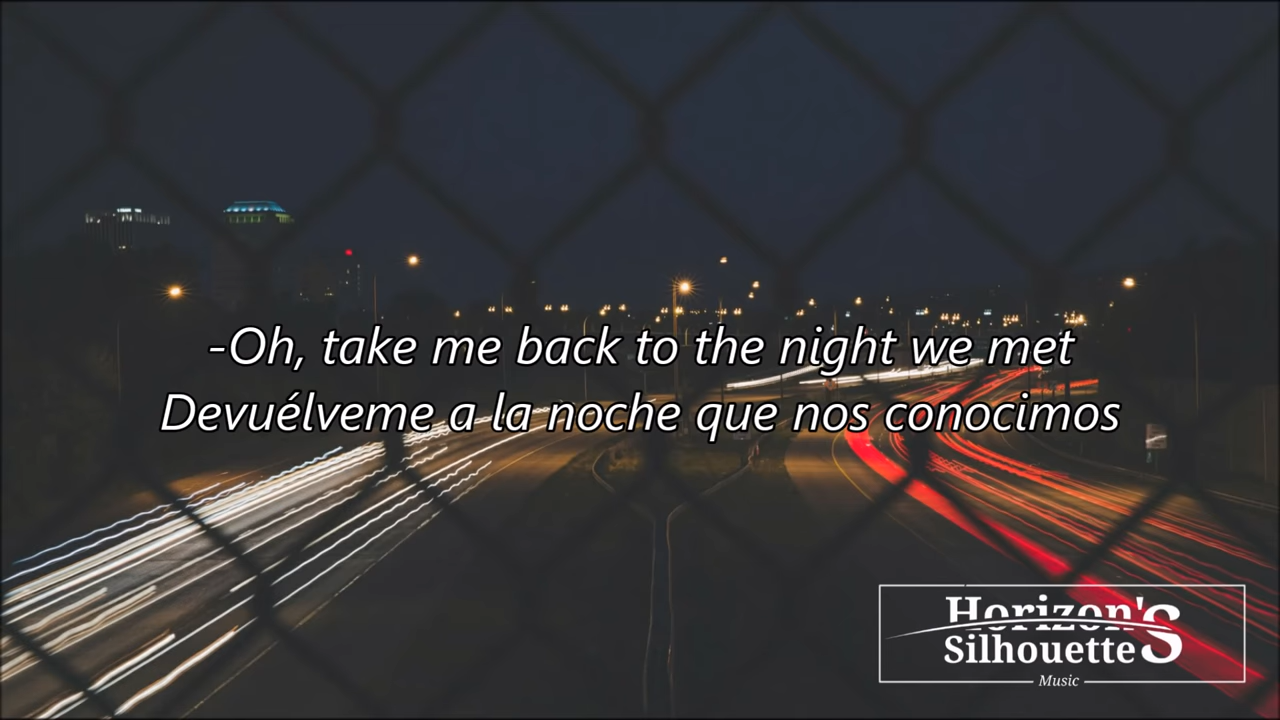 -Oh, take me back to the night we met
Devuélveme a la noche que nos conocimos
Horizon'S
Silhouette
Music